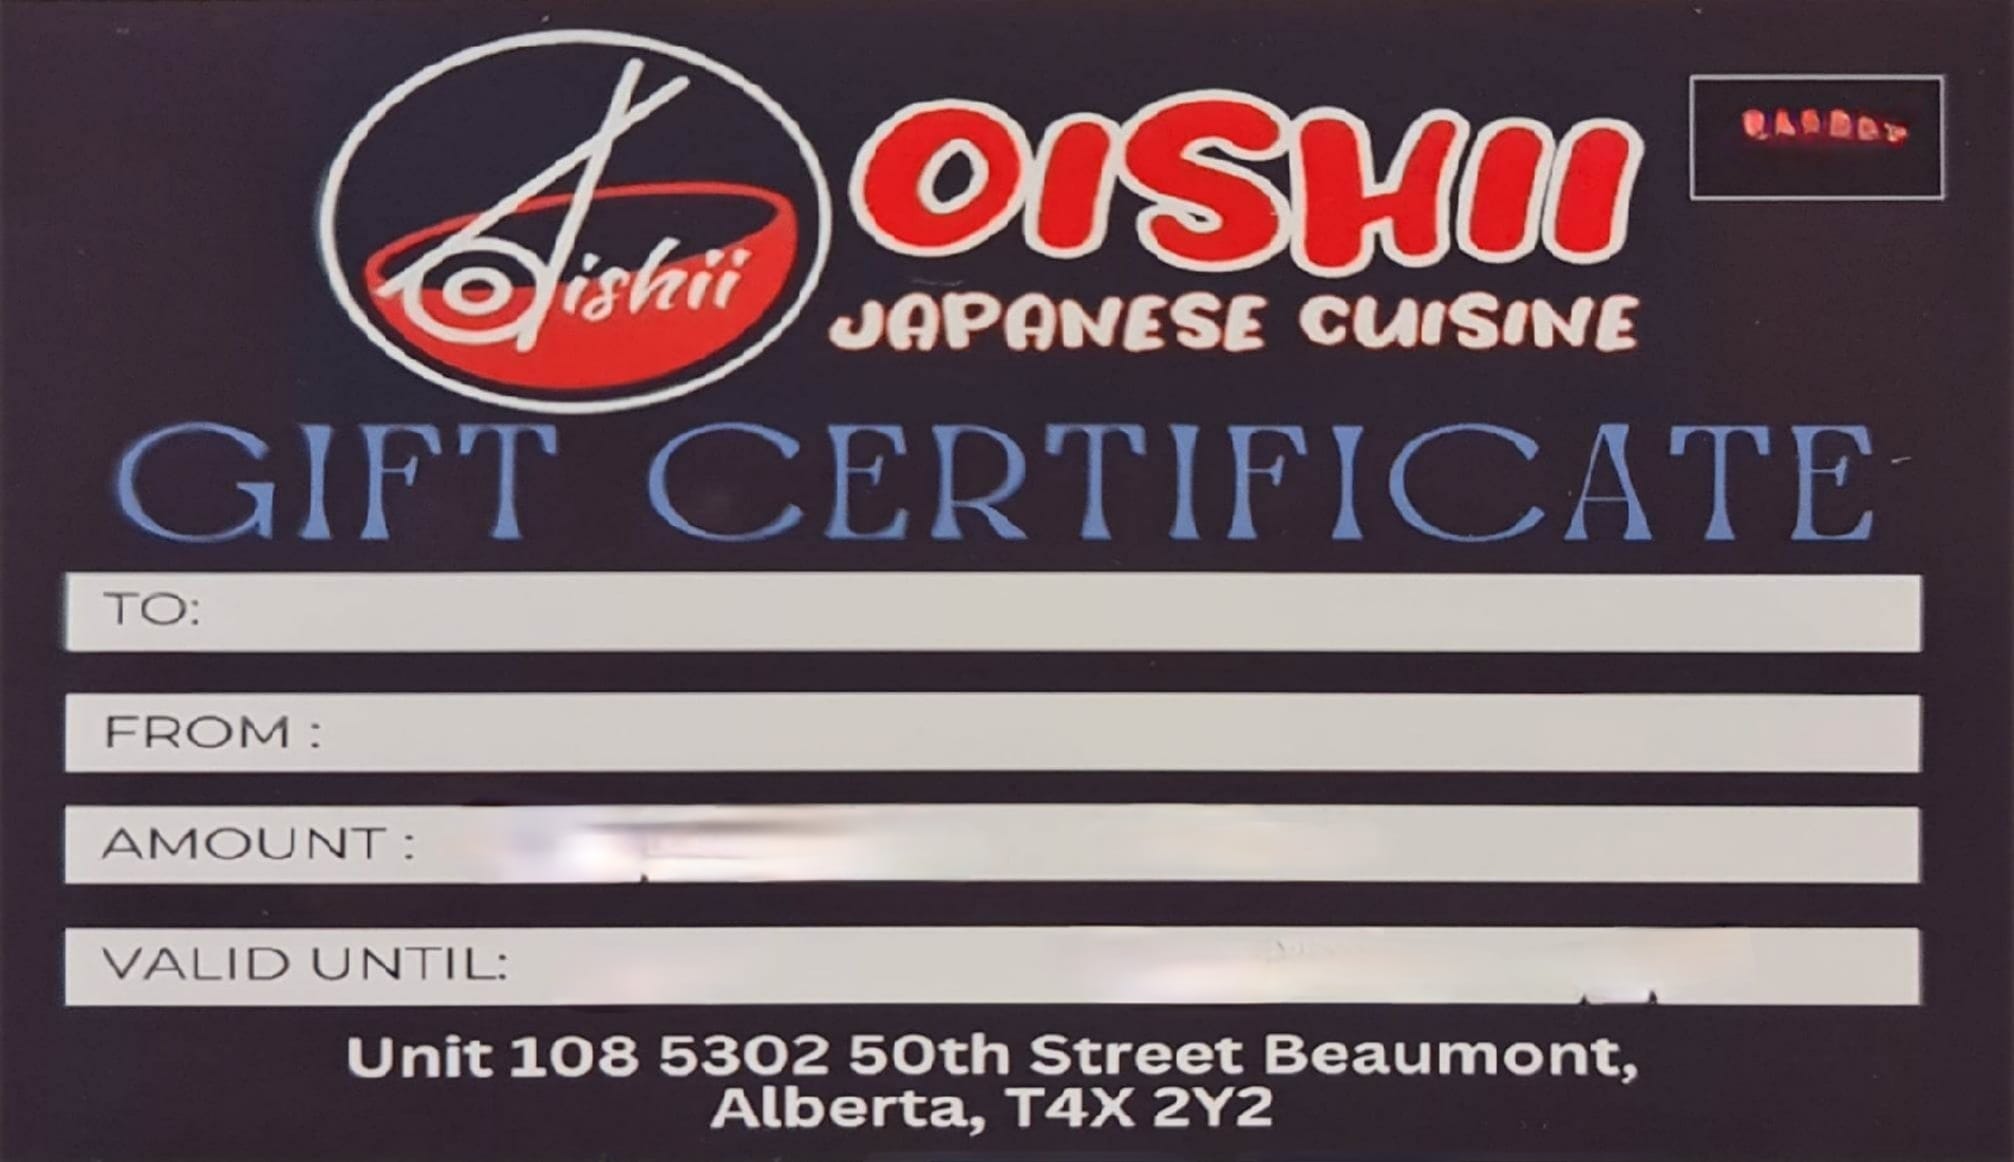 Oishii
OISHII
JAPANESE CUISINE
GIFT CERTIFICATE
TO:
FROM :
AMOUNT :
VALID UNTIL:
Unit 108 5302 50th Street Beaumont,
Alberta, T4X 2Y2